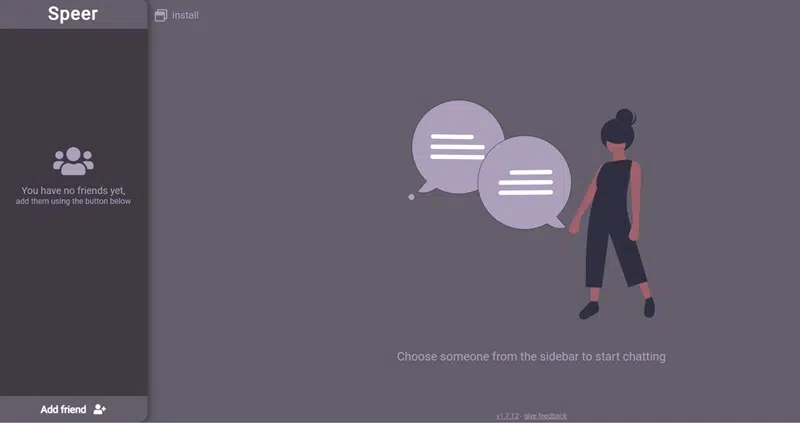 Speer
Install
You have no friends yet,
add them using the button below
Choose someone from the sidebar to start chatting
Add friend
v1.7.12 - give feedback